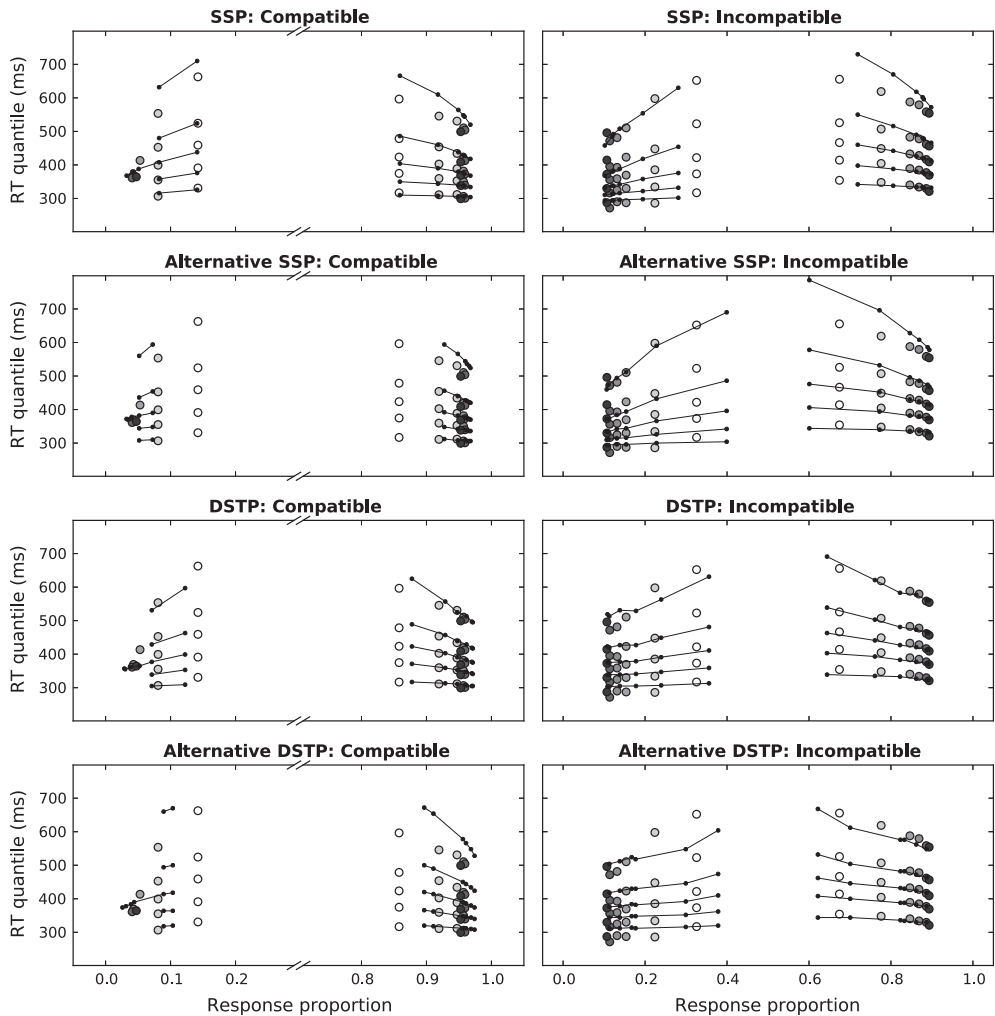 SSP: Compatible
SSP: Incompatible
RT quantile (ms)
700
600
500
400
300
Alternative SSP: Compatible
Alternative SSP: Incompatible
RT quantile (ms)
700
600
500
400
300
DSTP: Compatible
DSTP: Incompatible
RT quantile (ms)
700
600
500
400
300
Alternative DSTP: Compatible
Alternative DSTP: Incompatible
RT quantile (ms)
700
600
500
400
300
0.0 0.1 0.2 0.8 0.9 1.0
0.0 0.2 0.4 0.6 0.8 1.0
Response proportion
Response proportion